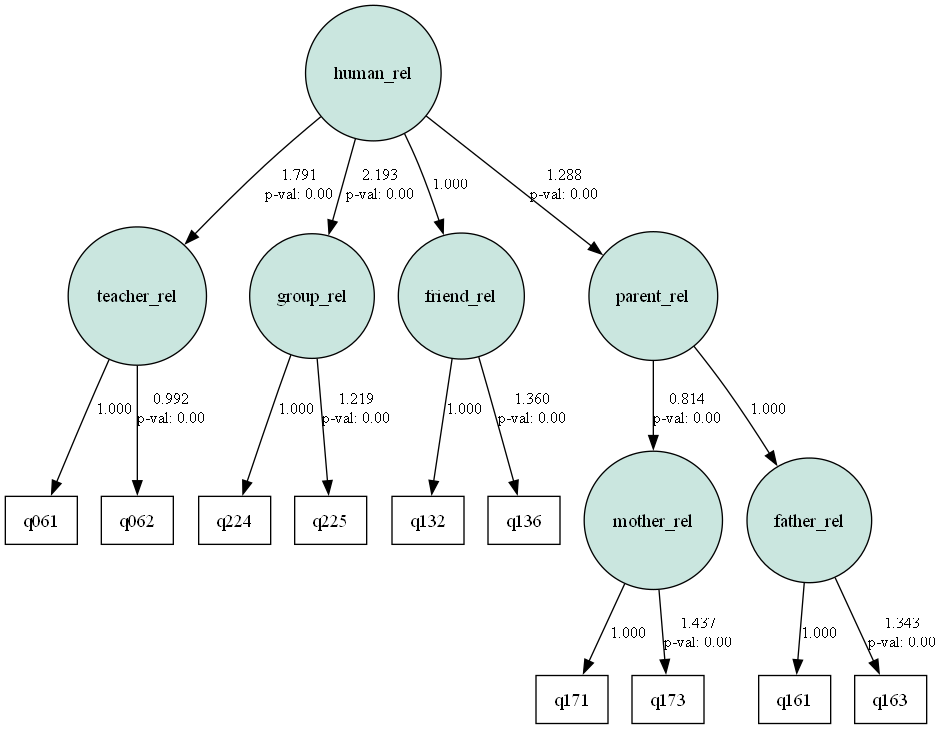 human_rel
1.791
p-val: 0.00
2.193
p-val: 0.00
1.000
1.288
p-val: 0.00
teacher_rel
group_rel
friend_rel
parent_rel
1.000
0.992
p-val: 0.00
1.000
1.219
p-val: 0.00
1.000
1.360
p-val: 0.00
0.814
p-val: 0.00
1.000
q061
q062
q224
q225
q132
q136
mother_rel
father_rel
1.000
1.437
p-val: 0.00
1.000
1.343
p-val: 0.00
q171
q173
q161
q163